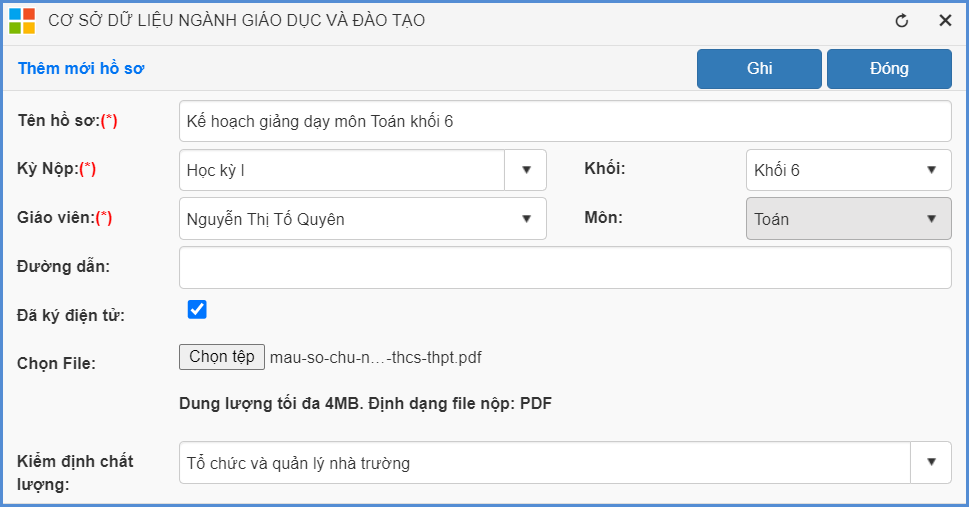 CƠ SỞ DỮ LIỆU NGÀNH GIÁO DỤC VÀ ĐÀO TẠO
Thêm mới hồ sơ
Ghi
Đóng
Tên hồ sơ:(*)
Kế hoạch giảng dạy môn Toán khối 6
Kỳ Nộp:(*)
Học kỳ I
Khối:
Khối 6
Giáo viên:(*)
Nguyễn Thị Tố Quyên
Môn:
Toán
Đường dẫn:
Đã ký điện tử:
Chọn File:
Chọn tệp
mau-so-chu-n…-thcs-thpt.pdf
Dung lượng tối đa 4MB. Định dạng file nộp: PDF
Kiểm định chất
lượng:
Tổ chức và quản lý nhà trường